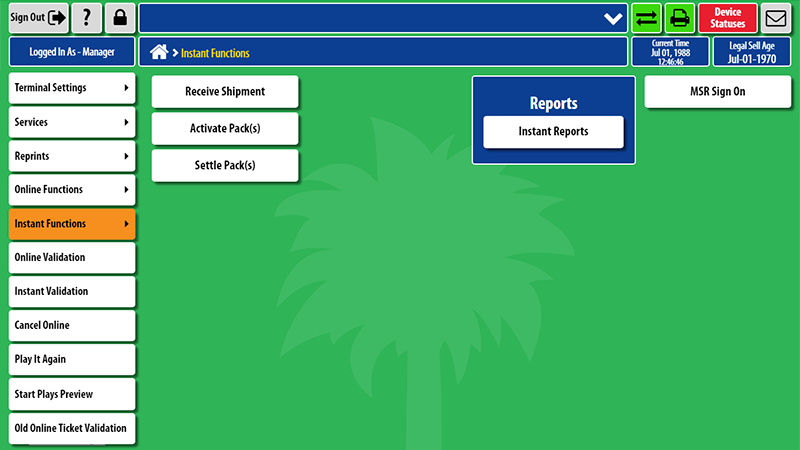 Sign Out
?
Device
Statuses
Logged In As - Manager
> Instant Functions
Current Time
Jul 01, 1988
12:46:46
Legal Sell Age
Jul-01-1970
Terminal Settings
Services
Reprints
Online Functions
Instant Functions
Online Validation
Instant Validation
Cancel Online
Play It Again
Start Plays Preview
Old Online Ticket Validation
Receive Shipment
Activate Pack(s)
Settle Pack(s)
Reports
Instant Reports
MSR Sign On